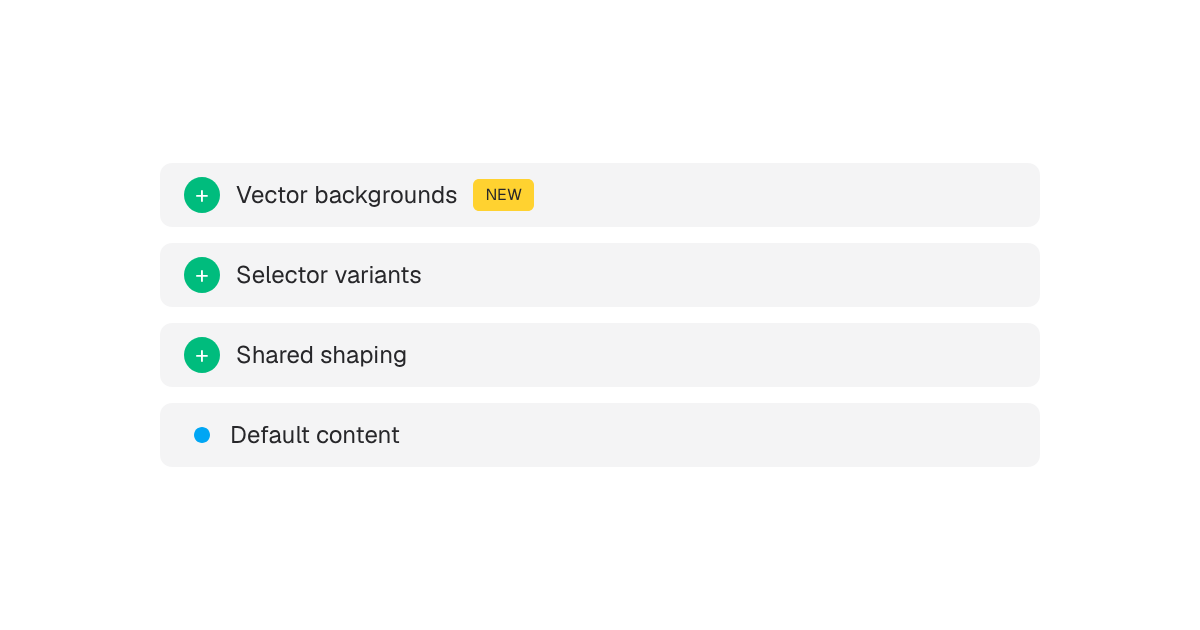 + Vector backgrounds NEW
+ Selector variants
+ Shared shaping
Default content